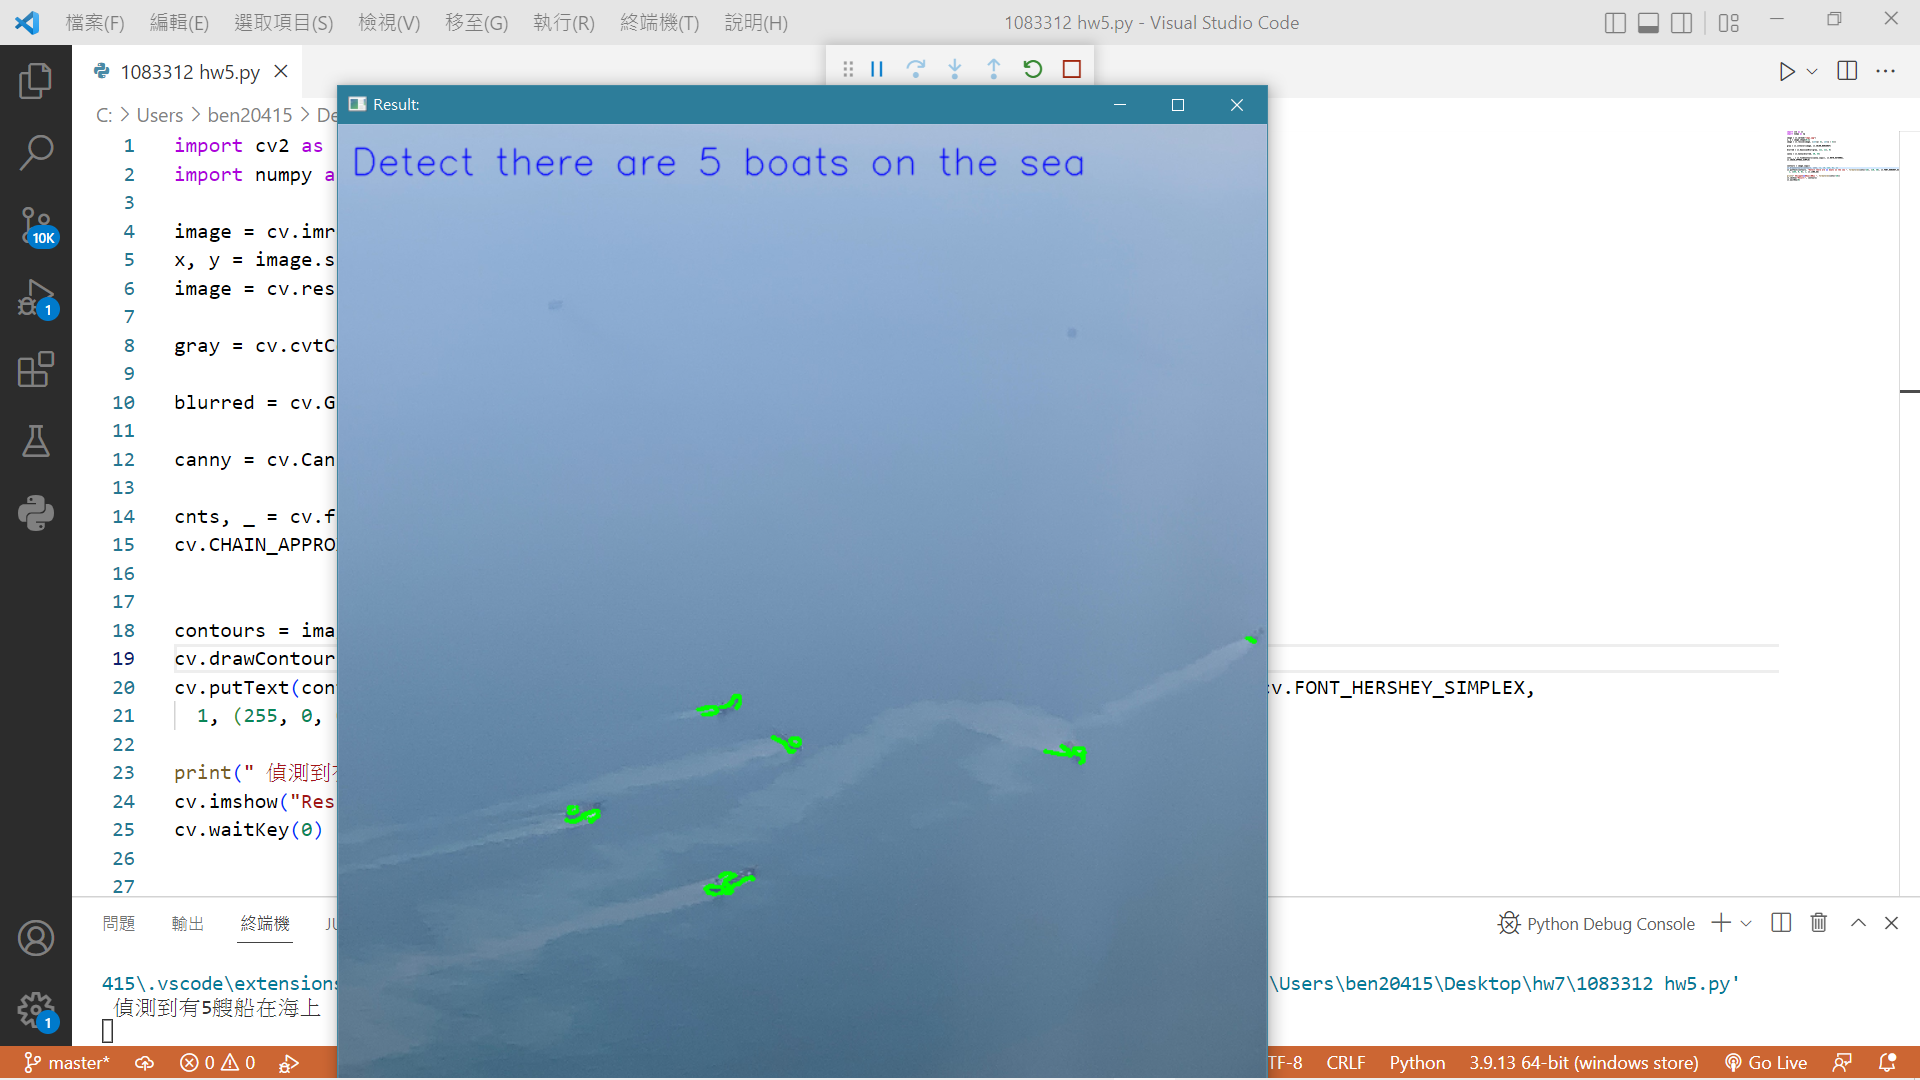 檔案(F) 編輯(E) 選取項目(S) 檢視(V) 移至(G) 執行(R) 終端機(T) 說明(H) 1083312 hw5.py - Visual Studio Code
1083312 hw5.py
C: > Users > ben20415 > De
Result:
Detect there are 5 boats on the sea
10K
1
1 import cv2 as
2 import numpy a
3
4 image = cv.imr
5 x, y = image.s
6 image = cv.res
7
8 gray = cv.cvtC
9
10 blurred = cv.G
11
12 canny = cv.Can
13
14 cnts, _ = cv.f
15 cv.CHAIN_APPRO
16
17
18 contours = ima
19 cv.drawContour
20 cv.putText(con cv.FONT_HERSHEY_SIMPLEX,
21 1, (255, 0,
22
23 print(" 偵測到有
24 cv.imshow("Res
25 cv.waitKey(0)
26
27
問題 輸出 終端機 JU Python Debug Console
415\.vscode\extensions \Users\ben20415\Desktop\hw7\1083312 hw5.py'
偵測到有5艘船在海上
1
master* 0 0 TF-8 CRLF Python 3.9.13 64-bit (windows store) Go Live